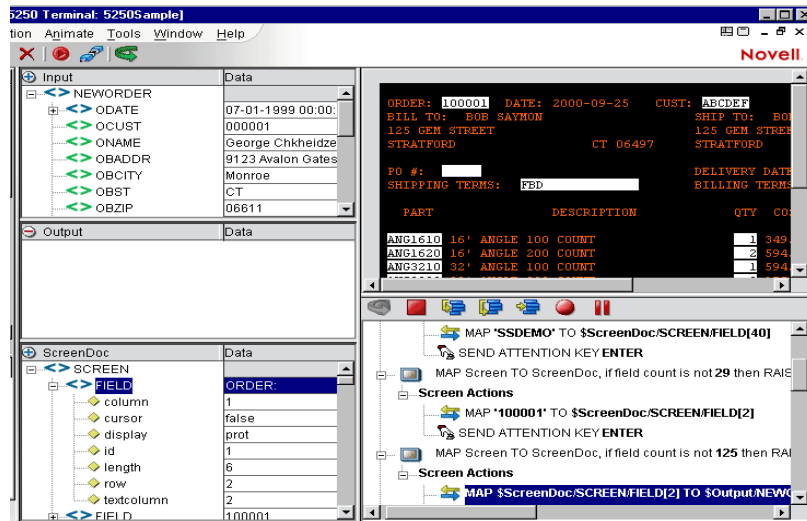 5250 Terminal: 5250Sample]
tion Animate Tools Window Help
Novell.
Input Data
NEWORDER
ODATE 07-01-1999 00:00:
OCUST 000001
ONAME George Chkheidze
OBADDR 9123 Avalon Gates
OBCITY Monroe
OBST CT
OBZIP 06611
Output Data
ScreenDoc Data
SCREEN
FIELD ORDER:
column 1
cursor false
display prot
id 1
length 6
row 2
textcolumn 2
FIELD 100001
ORDER: 100001 DATE: 2000-09-25 CUST: ABCDEF
BILL TO: BOB SAYMON SHIP TO: BO
125 GEM STREET 125 GEM STREE
STRATFORD CT 06497 STRATFORD
PO #: DELIVERY DATE
SHIPPING TERMS: FBD BILLING TERMS
PART DESCRIPTION QTY CO
ANG1610 16' ANGLE 100 COUNT 1 349.
ANG1620 16' ANGLE 200 COUNT 2 594.
ANG3210 32' ANGLE 100 COUNT 1 594.
MAP 'SSDEMO' TO $ScreenDoc/SCREEN/FIELD[40]
SEND ATTENTION KEY ENTER
MAP Screen TO ScreenDoc, if field count is not 29 then RAIS
Screen Actions
MAP '100001' TO $ScreenDoc/SCREEN/FIELD[2]
SEND ATTENTION KEY ENTER
MAP Screen TO ScreenDoc, if field count is not 125 then RAI
Screen Actions
MAP $ScreenDoc/SCREEN/FIELD[2] TO $Output/NEWO